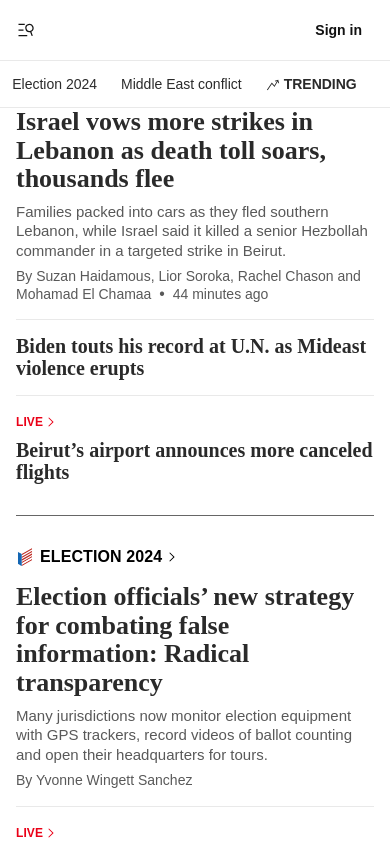 Sign in
Election 2024 Middle East conflict TRENDING
Israel vows more strikes in
Lebanon as death toll soars,
thousands flee
Families packed into cars as they fled southern
Lebanon, while Israel said it killed a senior Hezbollah
commander in a targeted strike in Beirut.
By Suzan Haidamous, Lior Soroka, Rachel Chason and
Mohamad El Chamaa • 44 minutes ago
Biden touts his record at U.N. as Mideast
violence erupts
LIVE
Beirut’s airport announces more canceled
flights
ELECTION 2024
Election officials’ new strategy
for combating false
information: Radical
transparency
Many jurisdictions now monitor election equipment
with GPS trackers, record videos of ballot counting
and open their headquarters for tours.
By Yvonne Wingett Sanchez
LIVE